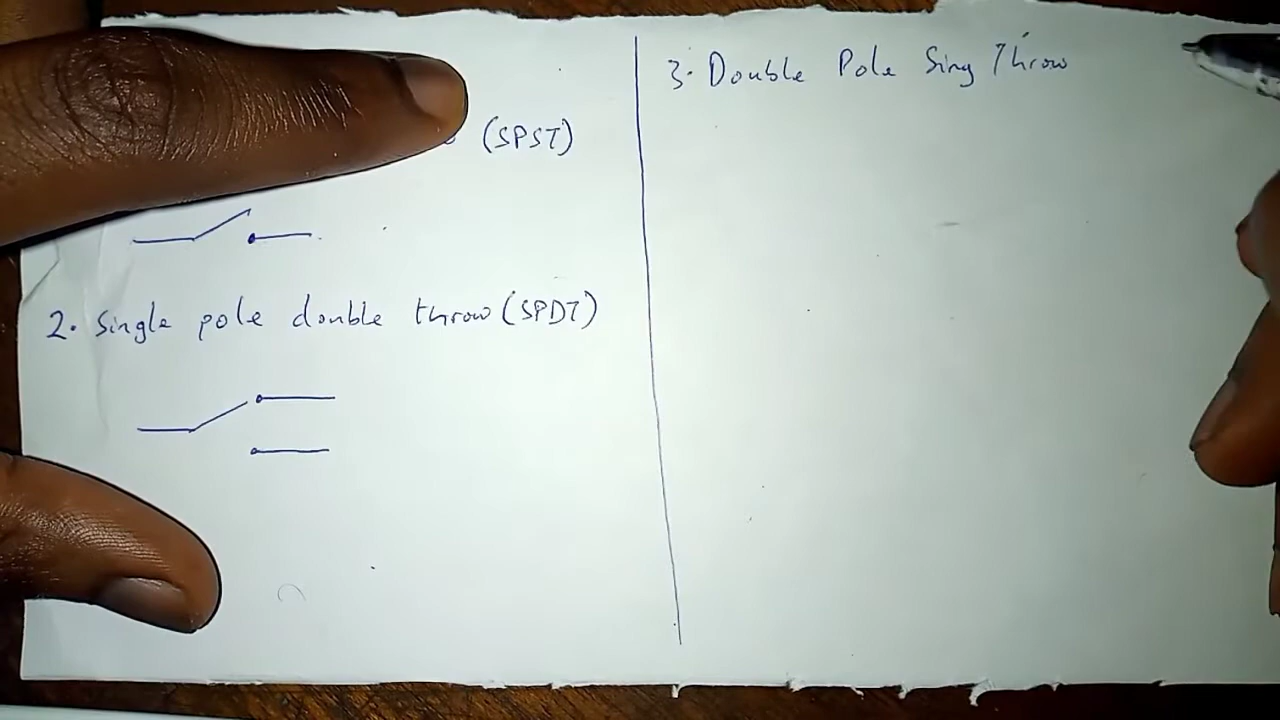 (SPST)
2. Single pole double throw (SPDT)
3. Double Pole Sing Throw